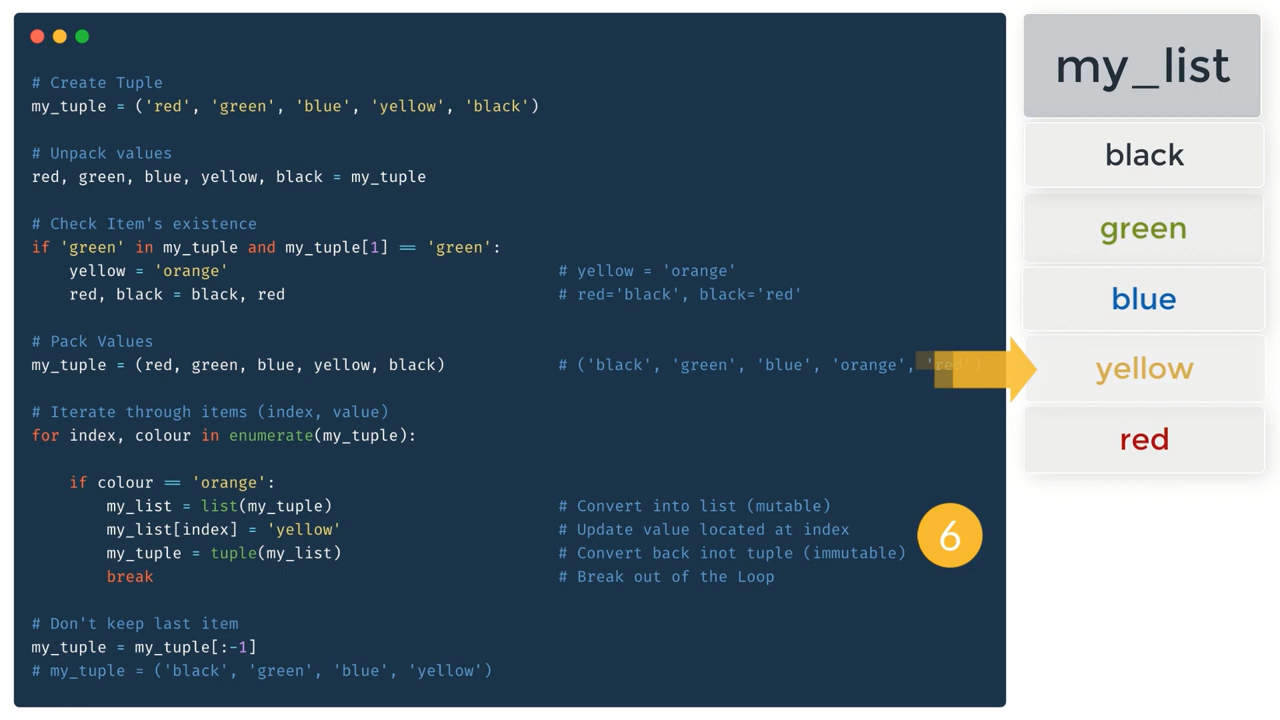 # Create Tuple
my_tuple = ('red', 'green', 'blue', 'yellow', 'black')
# Unpack values
red, green, blue, yellow, black = my_tuple
# Check Item's existence
if 'green' in my_tuple and my_tuple[1] == 'green':
    yellow = 'orange' # yellow = 'orange'
    red, black = black, red # red='black', black='red'
# Pack Values
my_tuple = (red, green, blue, yellow, black) # ('black', 'green', 'blue', 'orange', 'red')
# Iterate through items (index, value)
for index, colour in enumerate(my_tuple):
    if colour == 'orange':
        my_list = list(my_tuple) # Convert into list (mutable)
        my_list[index] = 'yellow' # Update value located at index
        my_tuple = tuple(my_list) # Convert back inot tuple (immutable)
        break # Break out of the Loop
6
# Don't keep last item
my_tuple = my_tuple[:-1]
# my_tuple = ('black', 'green', 'blue', 'yellow')
my_list
black
green
blue
yellow
red